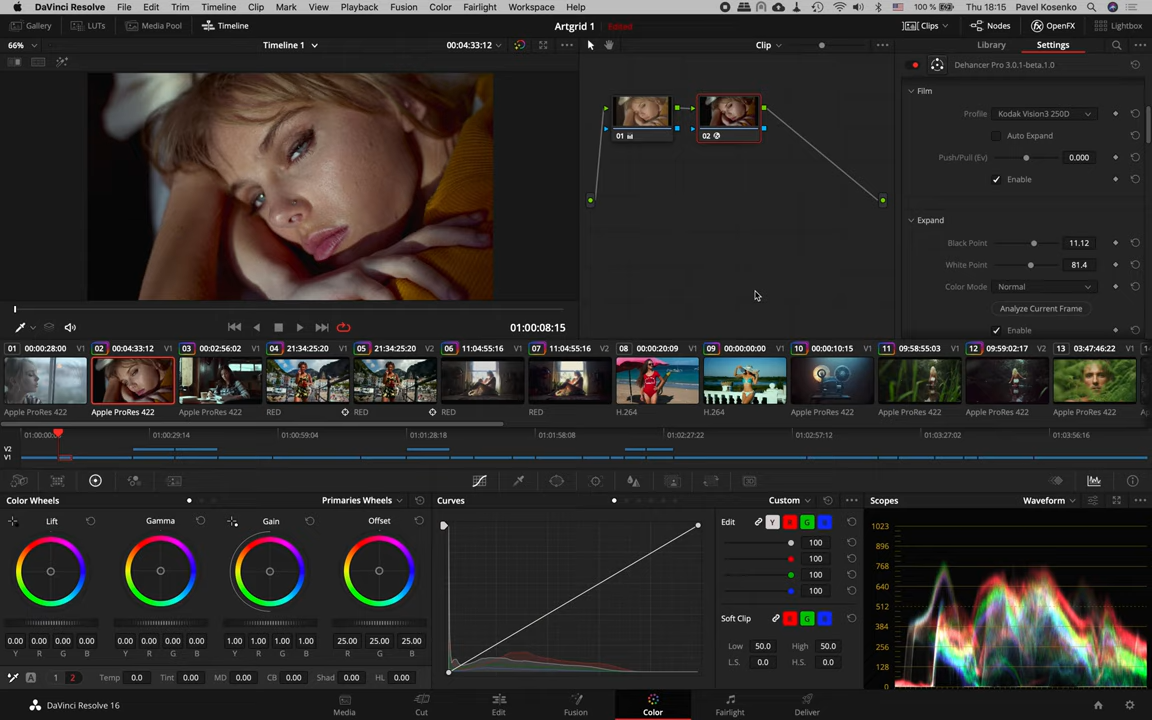 DaVinci Resolve File Edit Trim Timeline Clip Mark View Playback Fusion Color Fairlight Workspace Help 100 % Thu 18:15 Pavel Kosenko
Gallery LUTs Media Pool Timeline Artgrid 1 Edited Clips Nodes OpenFX Lightbox
66% Timeline 1 00:04:33:12 Clip Library Settings
Dehancer Pro 3.0.1-beta.1.0
Film
Profile Kodak Vision3 250D
Auto Expand
Push/Pull (Ev) 0.000
Enable
01 02
Expand
Black Point 11.12
White Point 81.4
Color Mode Normal
Analyze Current Frame
Enable
01:00:08:15
01 00:00:28:00 V1 02 00:04:33:12 V1 03 00:02:56:02 V1 04 21:34:25:20 V1 05 21:34:25:20 V2 06 11:04:55:16 V1 07 11:04:55:16 V2 08 00:00:20:09 V1 09 00:00:00:00 V1 10 00:00:10:15 V1 11 09:58:55:03 V1 12 09:59:02:17 V1 13 03:47:46:22 V1
Apple ProRes 422 Apple ProRes 422 Apple ProRes 422 RED RED RED RED H.264 H.264 Apple ProRes 422 Apple ProRes 422 Apple ProRes 422 Apple ProRes 422
01:00:29:14 01:00:59:04 01:01:28:18 01:01:58:08 01:02:27:22 01:02:57:12 01:03:27:02 01:03:56:16
V2
V1
Color Wheels Primaries Wheels Curves Custom Scopes Waveform
Lift Gamma Gain Offset
Edit Y R G B
100
100
100
100
Soft Clip R G B
Low 50.0 High 50.0
L.S. 0.0 H.S. 0.0
1023
896
768
640
512
384
256
128
0
0.00 0.00 0.00 0.00 0.00 0.00 0.00 0.00 1.00 1.00 1.00 1.00 25.00 25.00 25.00
Y R G B Y R G B Y R G B R G B
A 1 2 Temp 0.0 Tint 0.00 MD 0.00 CB 0.00 Shad 0.00 HL 0.00
DaVinci Resolve 16 Media Cut Edit Fusion Color Fairlight Deliver